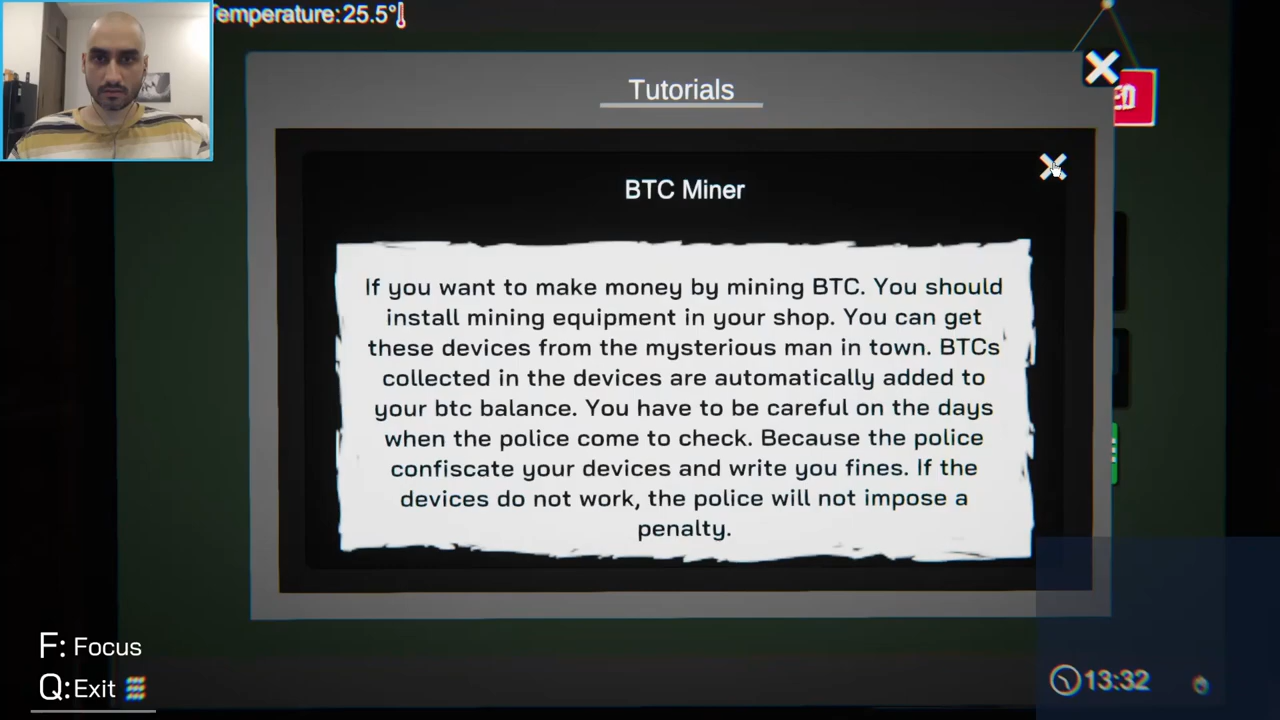 Temperature: 25.5°
Tutorials
BTC Miner
If you want to make money by mining BTC. You should
install mining equipment in your shop. You can get
these devices from the mysterious man in town. BTCs
collected in the devices are automatically added to
your btc balance. You have to be careful on the days
when the police come to check. Because the police
confiscate your devices and write you fines. If the
devices do not work, the police will not impose a
penalty.
F: Focus
Q: Exit
13:32